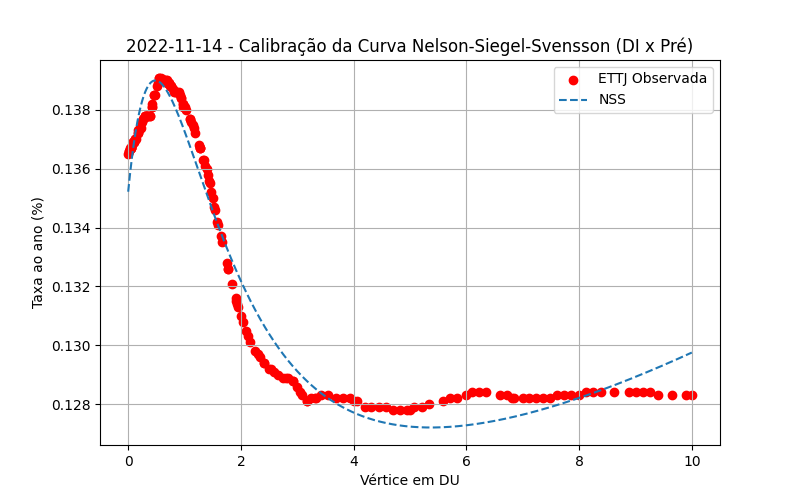 2022-11-14 - Calibração da Curva Nelson-Siegel-Svensson (DI x Pré)
ETTJ Observada
NSS
Taxa ao ano (%)
0.138
0.136
0.134
0.132
0.130
0.128
0 2 4 6 8 10
Vértice em DU